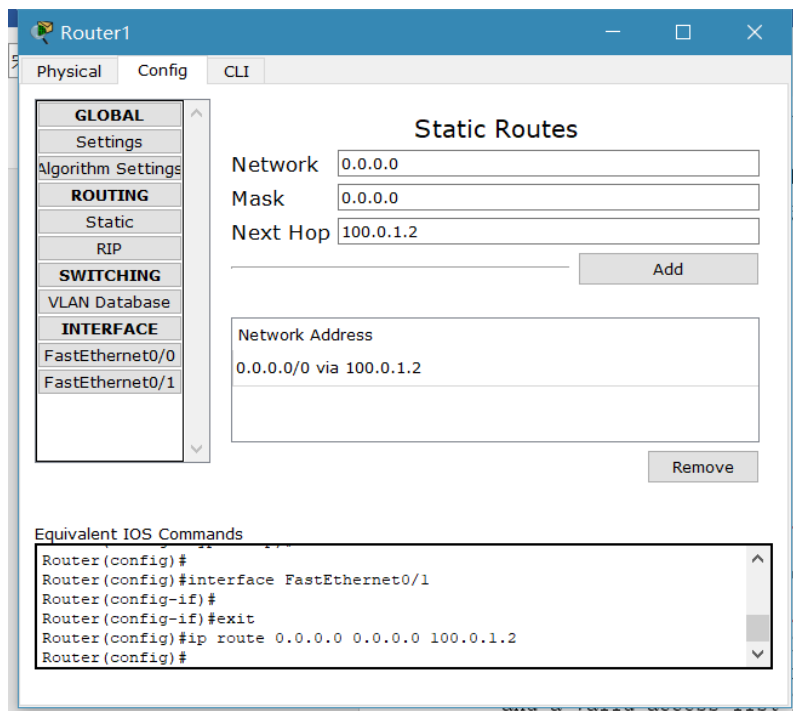 Router1
Physical Config CLI
GLOBAL
Settings
Algorithm Settings
ROUTING
Static
RIP
SWITCHING
VLAN Database
INTERFACE
FastEthernet0/0
FastEthernet0/1
Static Routes
Network 0.0.0.0
Mask 0.0.0.0
Next Hop 100.0.1.2
Add
Network Address
0.0.0.0/0 via 100.0.1.2
Remove
Equivalent IOS Commands
Router(config)#
Router(config)#interface FastEthernet0/1
Router(config-if)#
Router(config-if)#exit
Router(config)#ip route 0.0.0.0 0.0.0.0 100.0.1.2
Router(config)#
and a valid access list